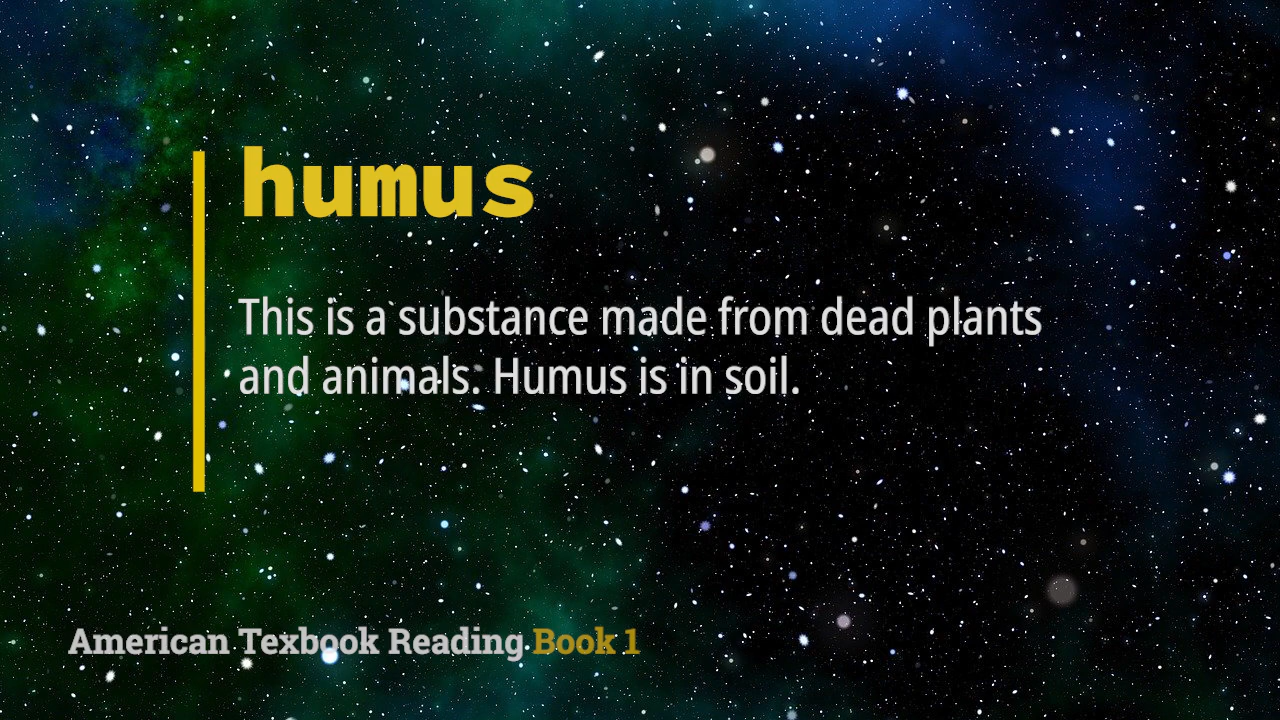 humus
This is a substance made from dead plants
and animals. Humus is in soil.
American Texbook Reading Book 1